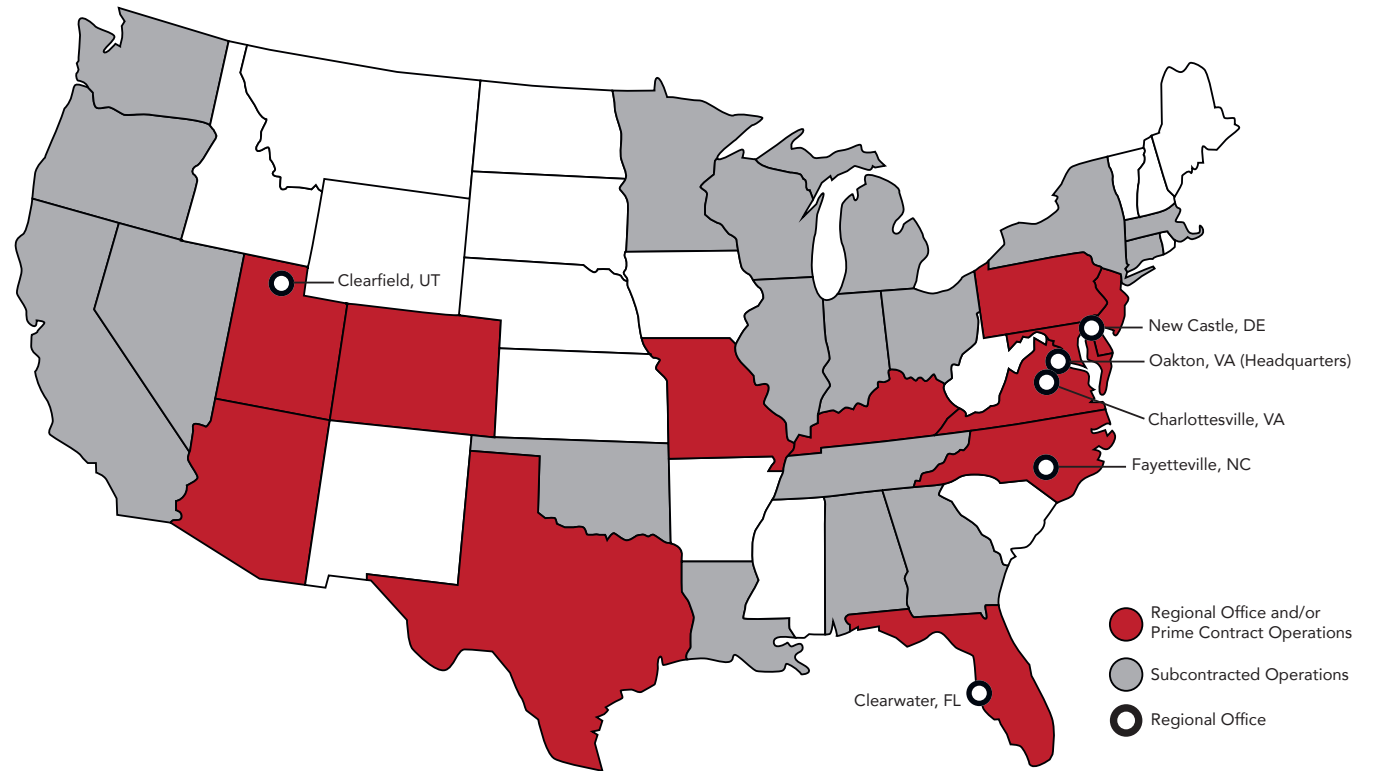 Clearfield, UT
New Castle, DE
Oakton, VA (Headquarters)
Charlottesville, VA
Fayetteville, NC
Clearwater, FL
Regional Office and/or
Prime Contract Operations
Subcontracted Operations
Regional Office